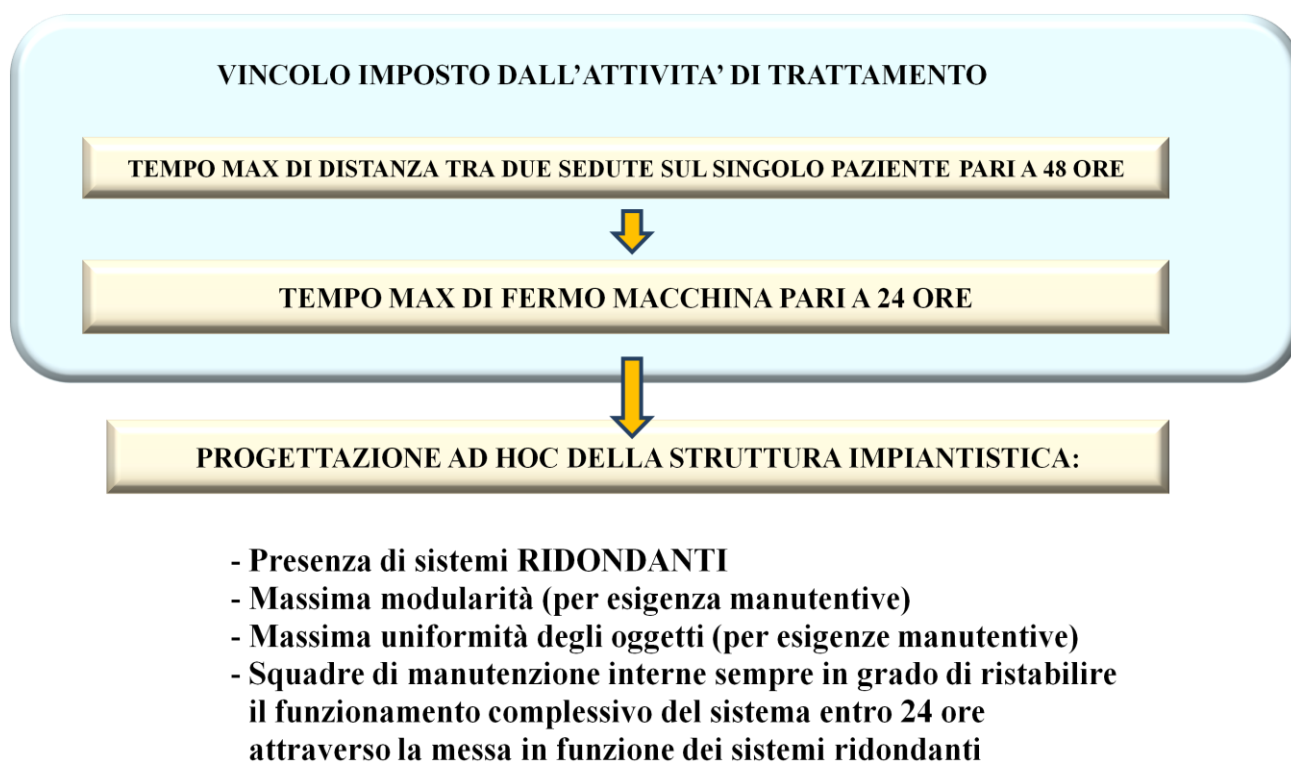 VINCOLO IMPOSTO DALL'ATTIVITA' DI TRATTAMENTO
TEMPO MAX DI DISTANZA TRA DUE SEDUTE SUL SINGOLO PAZIENTE PARI A 48 ORE
TEMPO MAX DI FERMO MACCHINA PARI A 24 ORE
PROGETTAZIONE AD HOC DELLA STRUTTURA IMPIANTISTICA:
- Presenza di sistemi RIDONDANTI
- Massima modularità (per esigenza manutentive)
- Massima uniformità degli oggetti (per esigenze manutentive)
- Squadre di manutenzione interne sempre in grado di ristabilire
il funzionamento complessivo del sistema entro 24 ore
attraverso la messa in funzione dei sistemi ridondanti